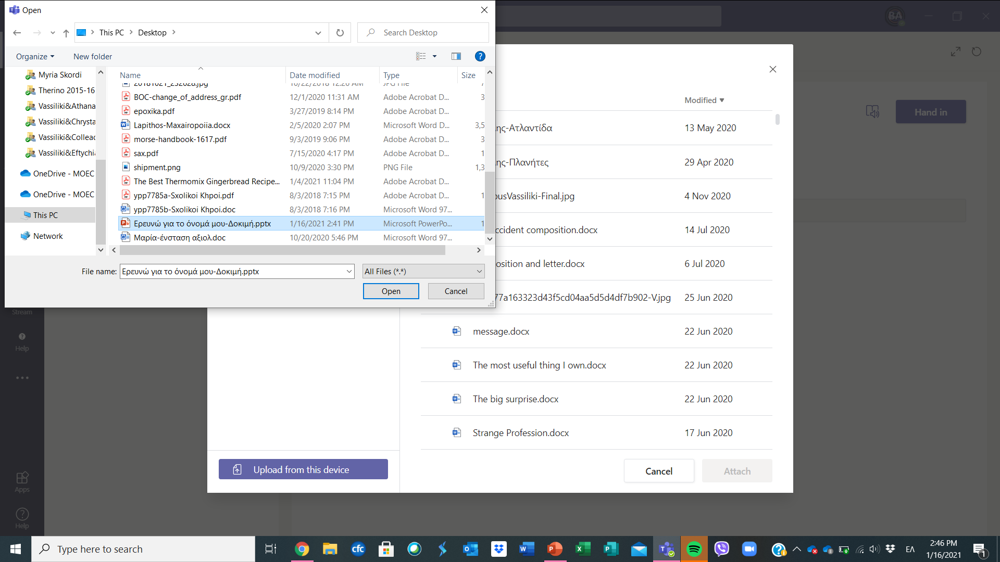 Open
This PC
Desktop
Search Desktop
Organize
New folder
Myria Skordi
Therino 2015-16
Vassiliki&Athana
Vassiliki&Chrysta
Vassiliki&Colleac
Vassiliki&Eftychia
OneDrive - MOEC
OneDrive - MOEC
This PC
Network
Name Date modified Type Size
20181021_232028.jpg 10/22/2018 12:26 AM JPG File
BOC-change_of_address_gr.pdf 12/1/2020 11:31 AM Adobe Acrobat D... 3
epoxika.pdf 3/27/2019 8:14 PM Adobe Acrobat D...
Lapithos-Maxairopoiia.docx 2/5/2020 2:07 PM Microsoft Word D... 3,5
morse-handbook-1617.pdf 9/3/2019 9:06 PM Adobe Acrobat D... 3
sax.pdf 7/15/2020 4:17 PM Adobe Acrobat D... 1
shipment.png 10/9/2020 3:30 PM PNG File 1,3
The Best Thermomix Gingerbread Recipe... 1/4/2021 11:04 PM Adobe Acrobat D...
ypp7785a-Sxolikoi Khpoi.pdf 8/3/2018 7:15 PM Adobe Acrobat D... 1
ypp7785b-Sxolikoi Khpoi.doc 8/3/2018 7:16 PM Microsoft Word 97...
Ερευνώ για το όνομά μου-Δοκιμή.pptx 1/16/2021 2:41 PM Microsoft PowerPo... 1
Μαρία-ένσταση αξιολ.doc 10/20/2020 5:46 PM Microsoft Word 97...
File name: Ερευνώ για το όνομά μου-Δοκιμή.pptx
All Files (*.*)
Open
Cancel
BA
Hand in
Modified
ης-Ατλαντίδα 13 May 2020
ης-Πλανήτες 29 Apr 2020
ousVassiliki-Final.jpg 4 Nov 2020
ccident composition.docx 14 Jul 2020
osition and letter.docx 6 Jul 2020
77a163323d43f5cd04aa5d5d4df7b902-V.jpg 25 Jun 2020
message.docx 22 Jun 2020
The most useful thing I own.docx 22 Jun 2020
The big surprise.docx 22 Jun 2020
Strange Profession.docx 17 Jun 2020
Upload from this device
Cancel
Attach
Stream
Help
Apps
Help
Type here to search
cfc
ΕΛ
2:46 PM
1/16/2021
1